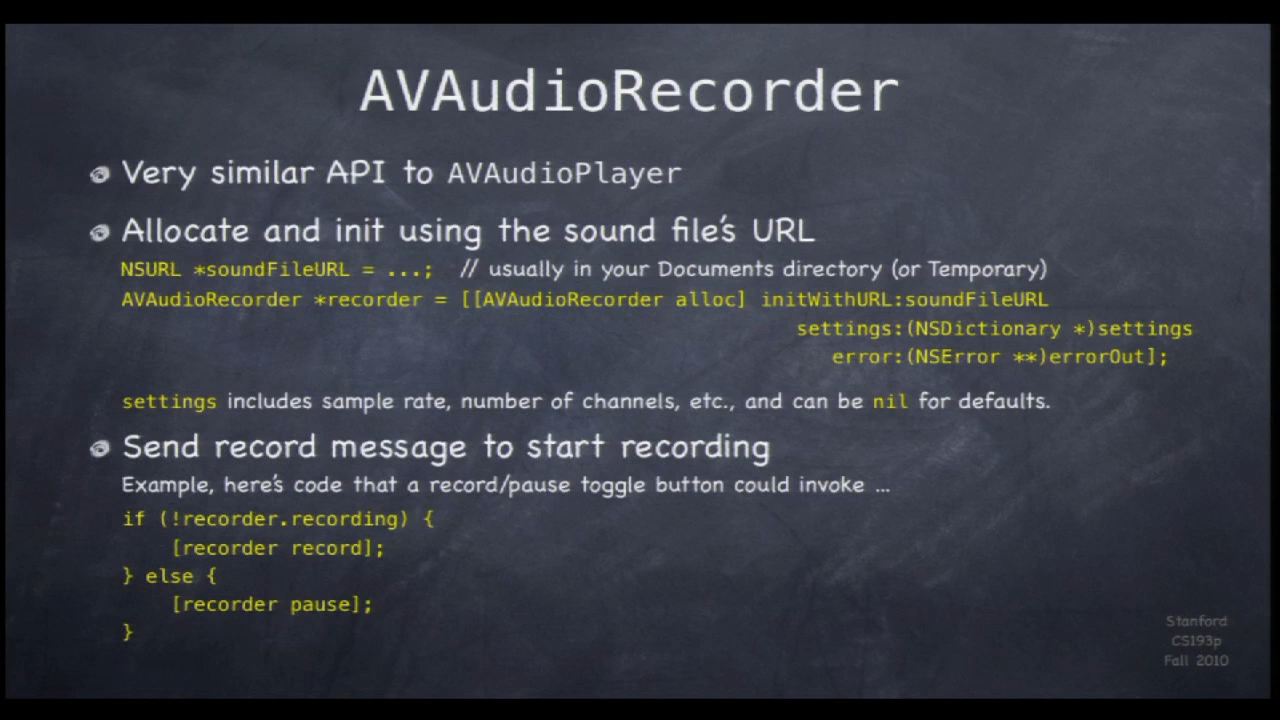 AVAudioRecorder
Very similar API to AVAudioPlayer
Allocate and init using the sound file's URL
NSURL *soundFileURL = ...; // usually in your Documents directory (or Temporary)
AVAudioRecorder *recorder = [[AVAudioRecorder alloc] initWithURL:soundFileURL
settings:(NSDictionary *)settings
error:(NSError **)errorOut];
settings includes sample rate, number of channels, etc., and can be nil for defaults.
Send record message to start recording
Example, here's code that a record/pause toggle button could invoke ...
if (!recorder.recording) {
[recorder record];
} else {
[recorder pause];
}
Stanford
CS193p
Fall 2010